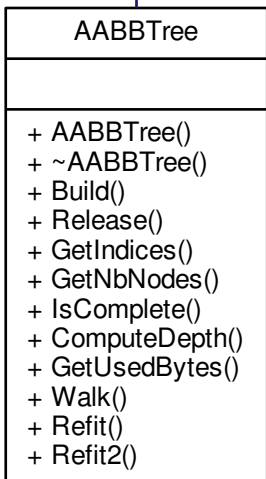 AABBTree
+ AABBTree()
+ ~AABBTree()
+ Build()
+ Release()
+ GetIndices()
+ GetNbNodes()
+ IsComplete()
+ ComputeDepth()
+ GetUsedBytes()
+ Walk()
+ Refit()
+ Refit2()